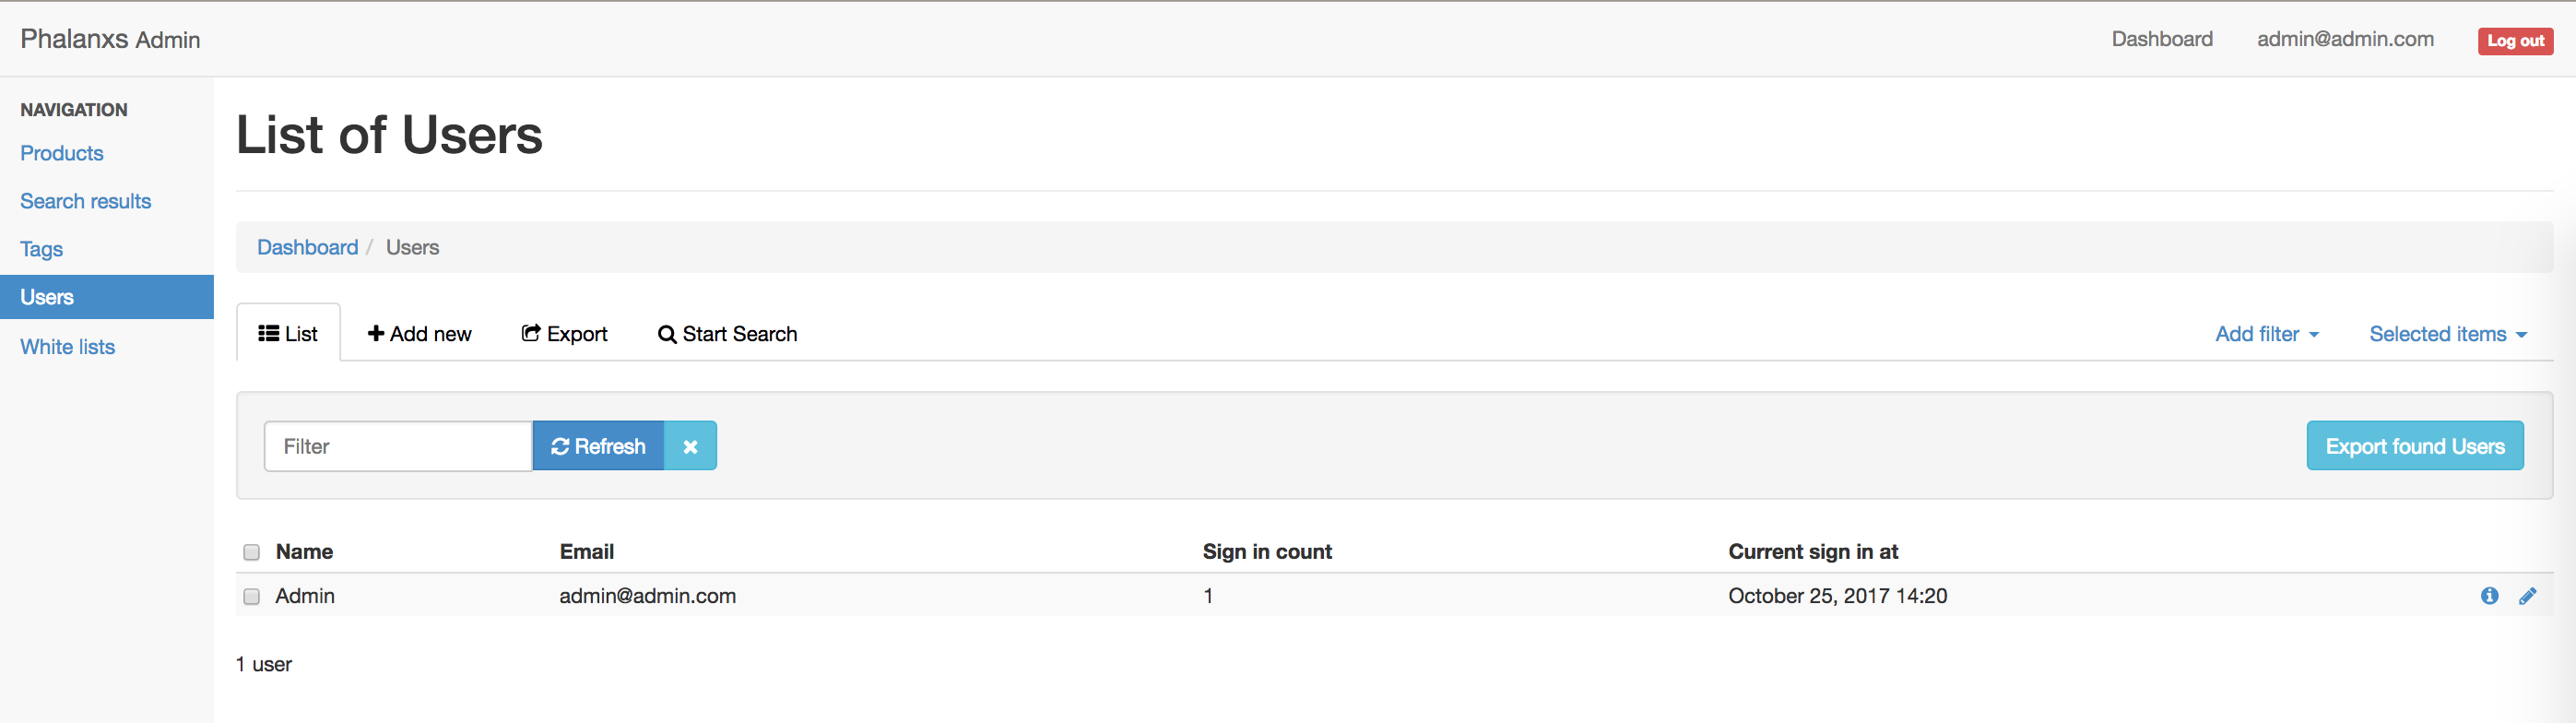 Phalanxs Admin
Dashboard admin@admin.com Log out
NAVIGATION
Products
Search results
Tags
Users
White lists
List of Users
Dashboard / Users
List Add new Export Start Search Add filter Selected items
Filter Refresh Export found Users
Name Email Sign in count Current sign in at
Admin admin@admin.com 1 October 25, 2017 14:20
1 user